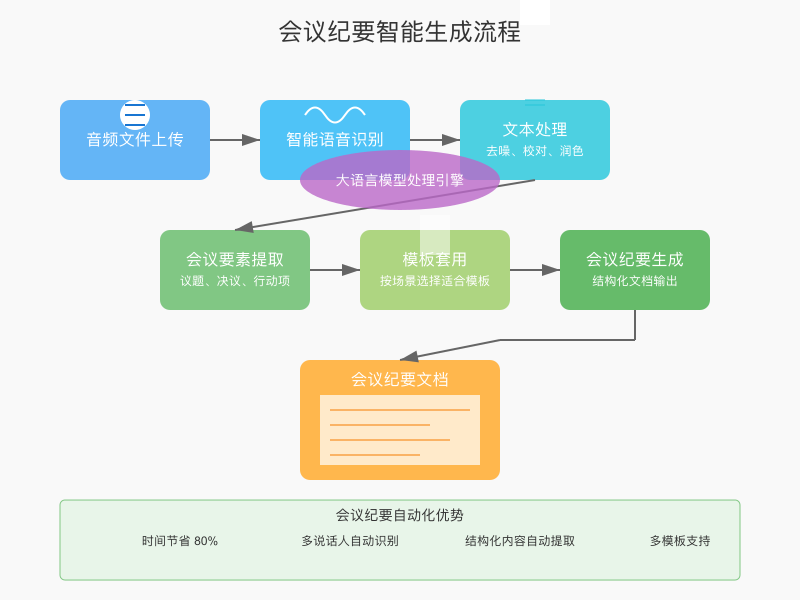 会议纪要智能生成流程
音频文件上传
智能语音识别
文本处理
去噪、校对、润色
大语言模型处理引擎
会议要素提取
议题、决议、行动项
模板套用
按场景选择适合模板
会议纪要生成
结构化文档输出
会议纪要文档
会议纪要自动化优势
时间节省 80%
多说话人自动识别
结构化内容自动提取
多模板支持